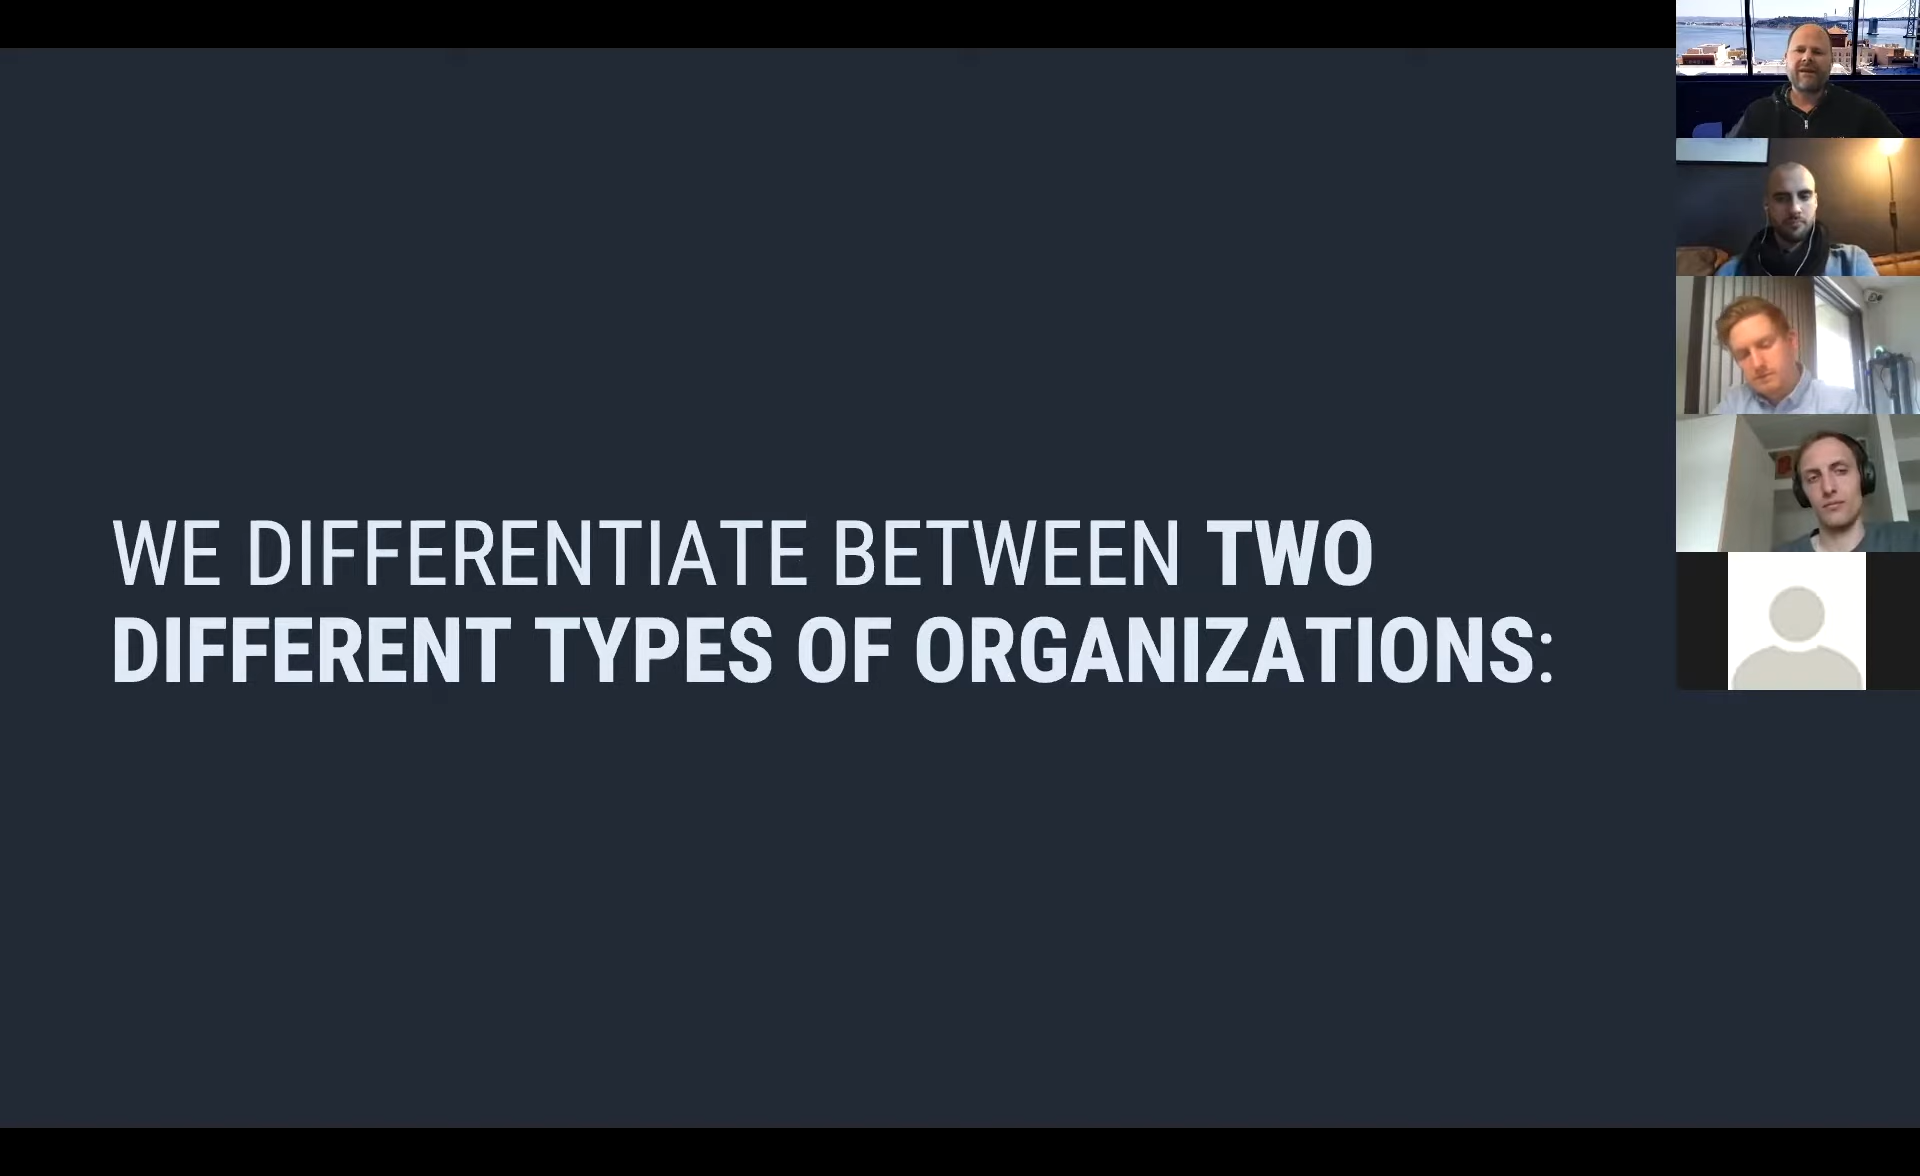 WE DIFFERENTIATE BETWEEN TWO
DIFFERENT TYPES OF ORGANIZATIONS: